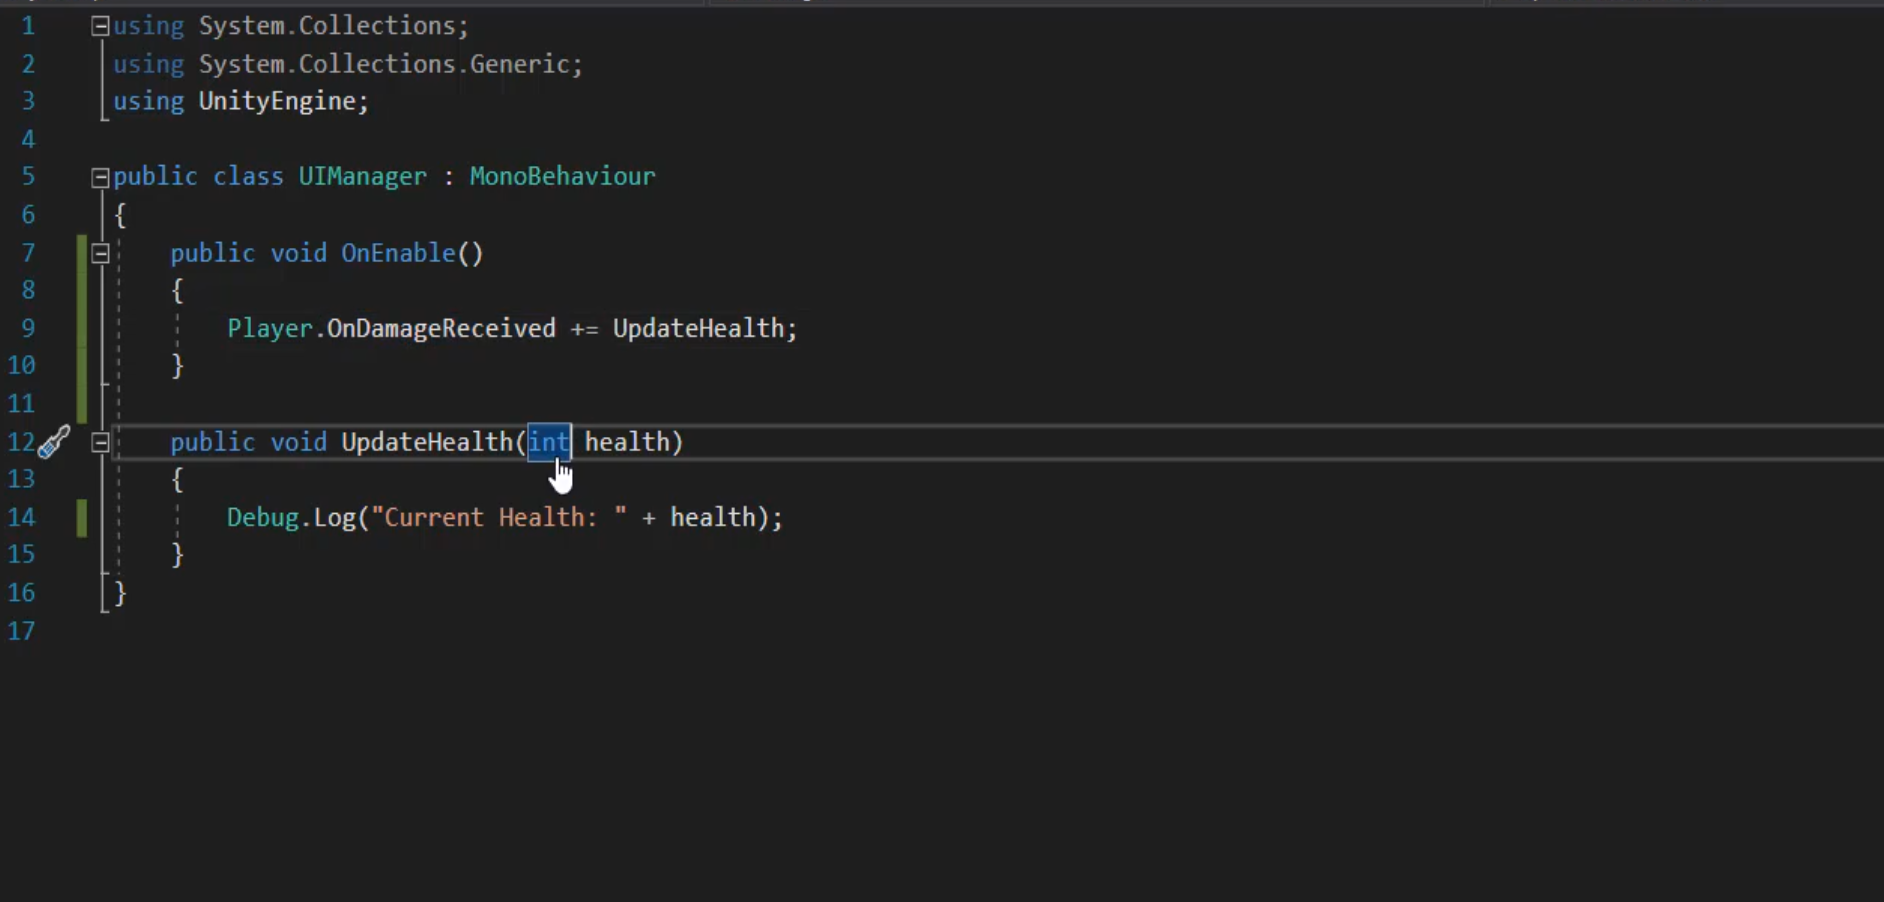 1 using System.Collections;
2 using System.Collections.Generic;
3 using UnityEngine;
4
5 public class UIManager : MonoBehaviour
6 {
7 public void OnEnable()
8 {
9 Player.OnDamageReceived += UpdateHealth;
10 }
11
12 public void UpdateHealth(int health)
13 {
14 Debug.Log("Current Health: " + health);
15 }
16 }
17